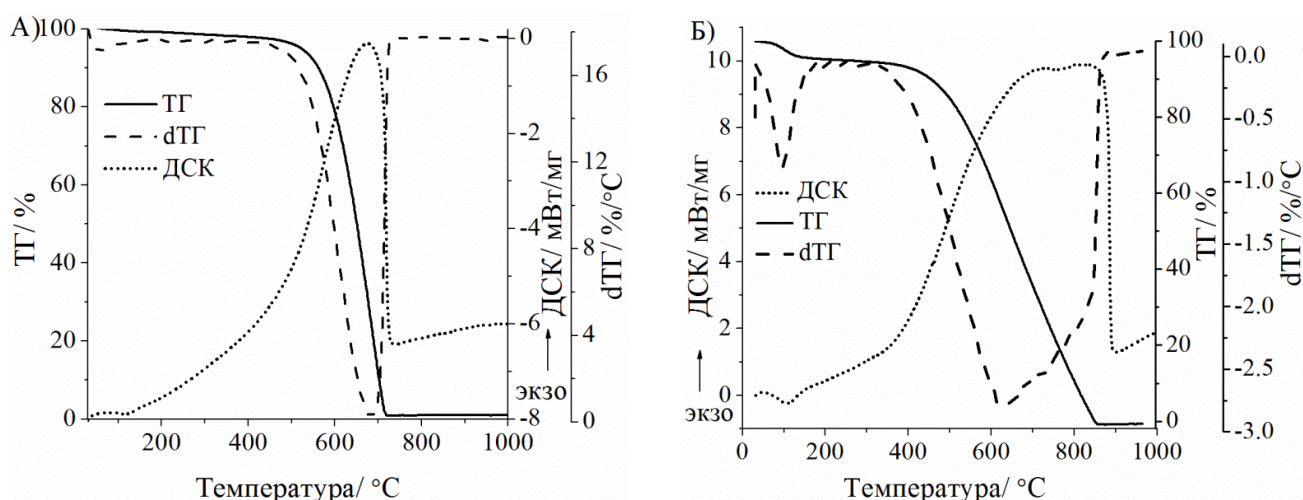 А)
100
80
60
40
20
0
ТГ/ %
ТГ
dТГ
ДСК
200
400
600
800
1000
Температура/ °С
0
-2
-4
-6
-8
ДСК/ мВт/мг
экзо
16
12
8
4
0
dТГ/ %/°С
Б)
10
8
6
4
2
0
ДСК/ мВт/мг
экзо
ДСК
ТГ
dТГ
0
200
400
600
800
1000
Температура/ °С
100
80
60
40
20
0
ТГ/ %
0.0
-0.5
-1.0
-1.5
-2.0
-2.5
-3.0
dТГ/ %/°С